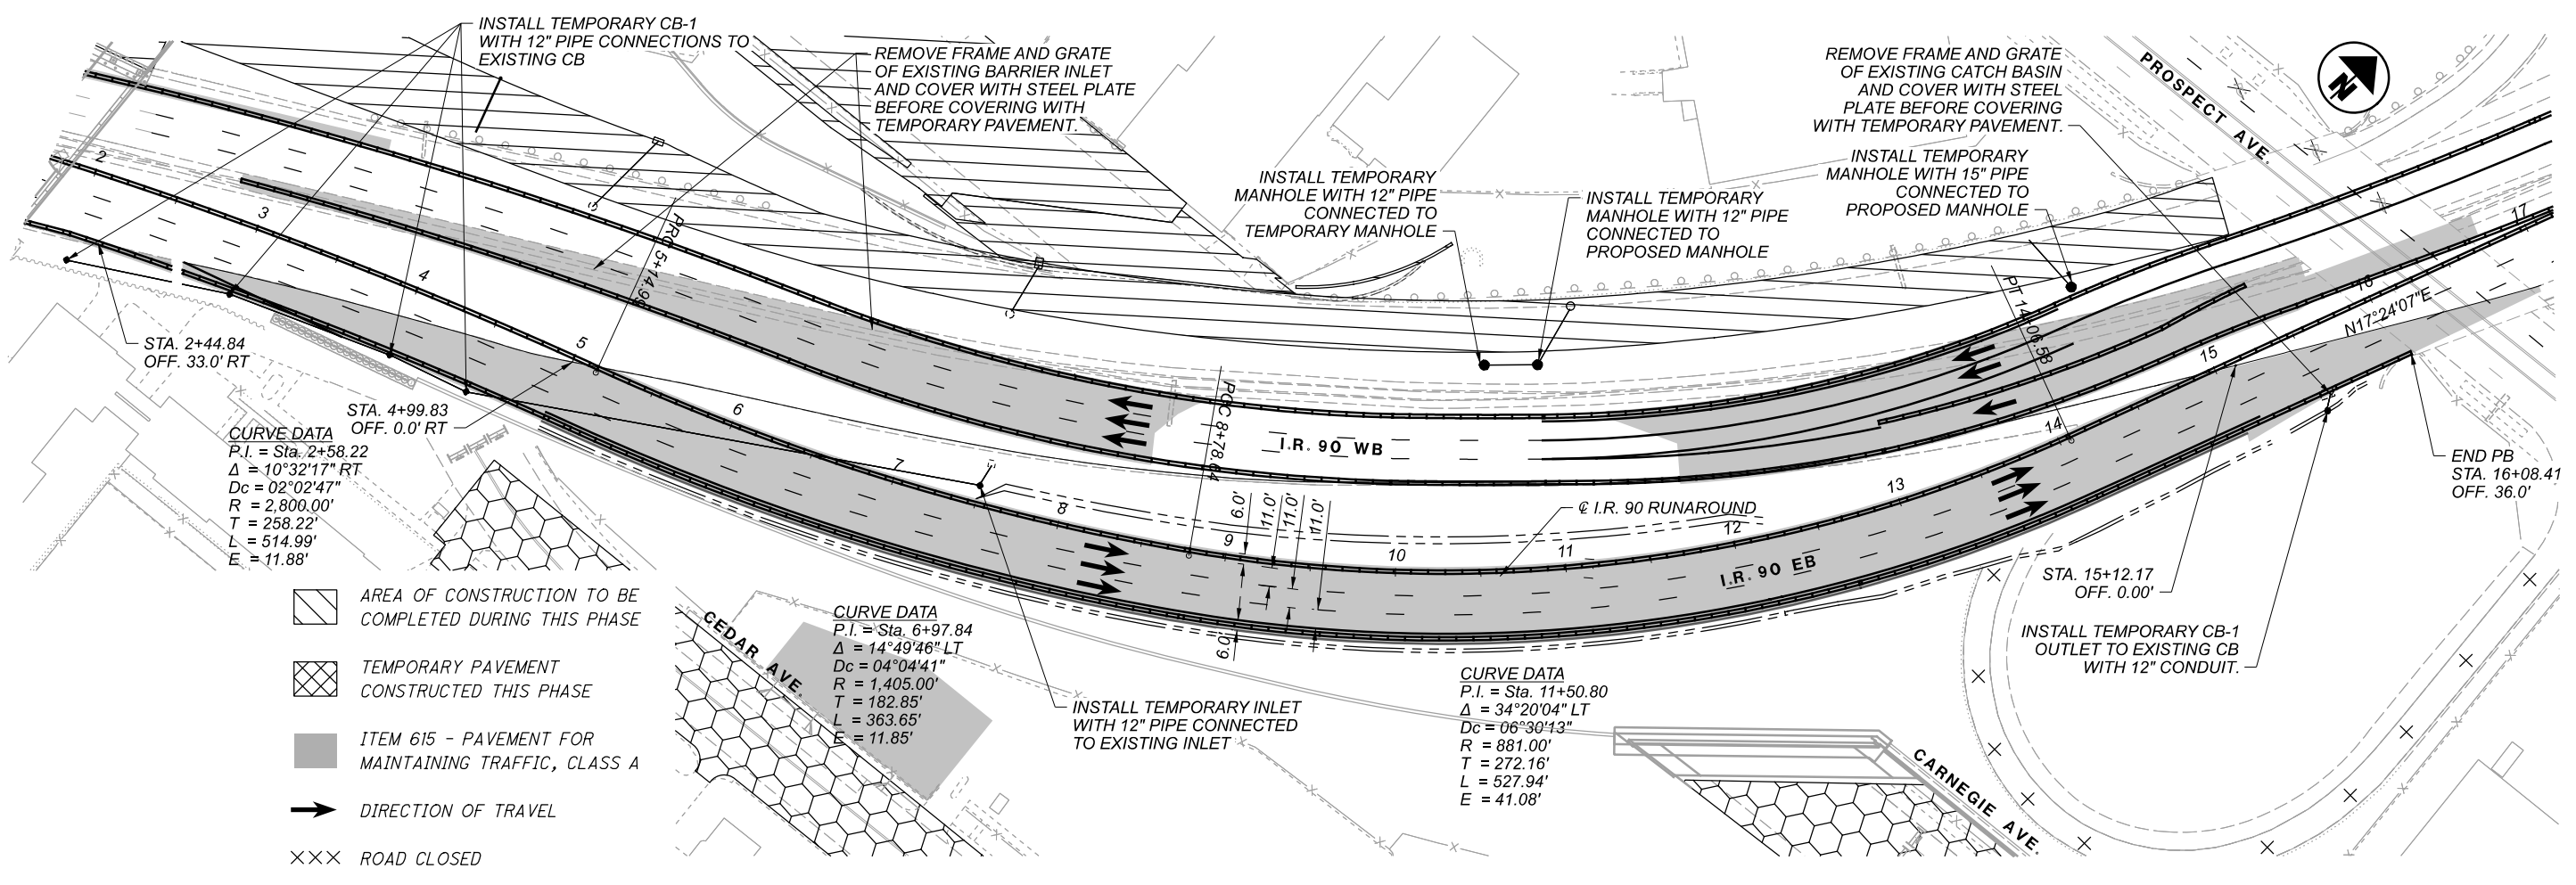 INSTALL TEMPORARY CB-1
WITH 12" PIPE CONNECTIONS TO
EXISTING CB
REMOVE FRAME AND GRATE
OF EXISTING BARRIER INLET
AND COVER WITH STEEL PLATE
BEFORE COVERING WITH
TEMPORARY PAVEMENT.
REMOVE FRAME AND GRATE
OF EXISTING CATCH BASIN
AND COVER WITH STEEL
PLATE BEFORE COVERING
WITH TEMPORARY PAVEMENT.
PROSPECT AVE.
N
INSTALL TEMPORARY
MANHOLE WITH 12" PIPE
CONNECTED TO
TEMPORARY MANHOLE
INSTALL TEMPORARY
MANHOLE WITH 12" PIPE
CONNECTED TO
PROPOSED MANHOLE
INSTALL TEMPORARY
MANHOLE WITH 15" PIPE
CONNECTED TO
PROPOSED MANHOLE
2
3
4
5
6
7
8
9
10
11
12
13
14
15
16
17
PRC 5+14.99
PCC 8+78.64
PT 14+06.58
N17°24'07"E
STA. 2+44.84
OFF. 33.0' RT
STA. 4+99.83
OFF. 0.0' RT
I.R. 90 WB
6.0'
11.0'
11.0'
11.0'
6.0'
℄ I.R. 90 RUNAROUND
I.R. 90 EB
END PB
STA. 16+08.41
OFF. 36.0'
STA. 15+12.17
OFF. 0.00'
INSTALL TEMPORARY CB-1
OUTLET TO EXISTING CB
WITH 12" CONDUIT.
CURVE DATA
P.I. = Sta. 2+58.22
Δ = 10°32'17" RT
Dc = 02°02'47"
R = 2,800.00'
T = 258.22'
L = 514.99'
E = 11.88'
CEDAR AVE.
CURVE DATA
P.I. = Sta. 6+97.84
Δ = 14°49'46" LT
Dc = 04°04'41"
R = 1,405.00'
T = 182.85'
L = 363.65'
E = 11.85'
INSTALL TEMPORARY INLET
WITH 12" PIPE CONNECTED
TO EXISTING INLET
CURVE DATA
P.I. = Sta. 11+50.80
Δ = 34°20'04" LT
Dc = 06°30'13"
R = 881.00'
T = 272.16'
L = 527.94'
E = 41.08'
CARNEGIE AVE.
AREA OF CONSTRUCTION TO BE
COMPLETED DURING THIS PHASE
TEMPORARY PAVEMENT
CONSTRUCTED THIS PHASE
ITEM 615 - PAVEMENT FOR
MAINTAINING TRAFFIC, CLASS A
DIRECTION OF TRAVEL
XXX ROAD CLOSED